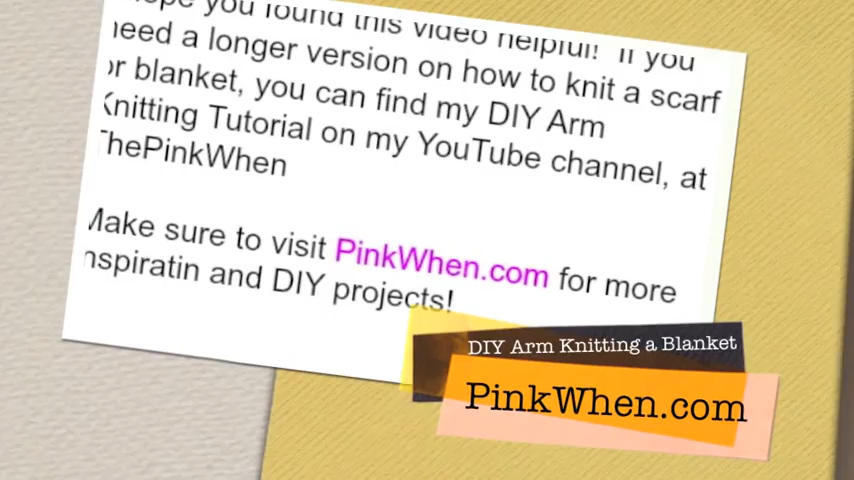 you found this video helpful! If you
need a longer version on how to knit a scarf
or blanket, you can find my DIY Arm
Knitting Tutorial on my YouTube channel, at
ThePinkWhen
Make sure to visit PinkWhen.com for more
nspiratin and DIY projects!
DIY Arm Knitting a Blanket
PinkWhen.com